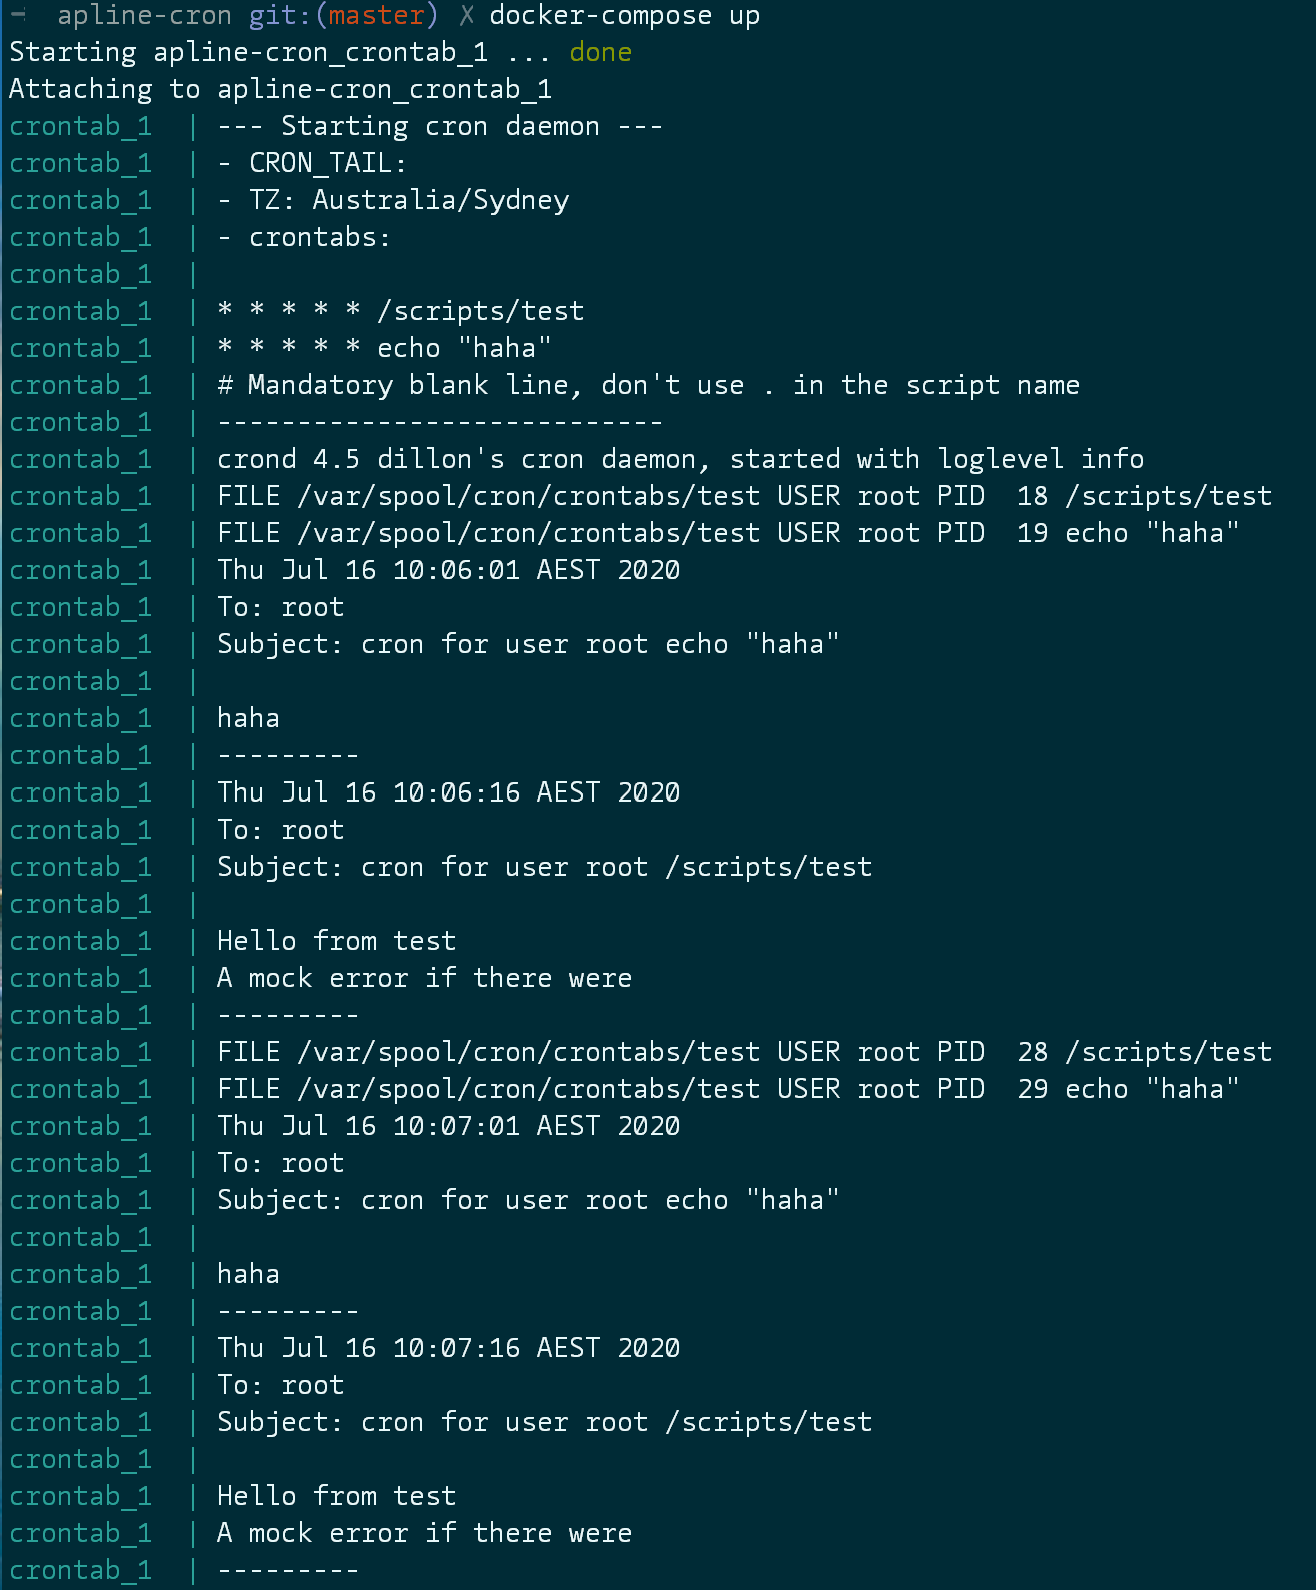 →  apline-cron git:(master) ✗ docker-compose up
Starting apline-cron_crontab_1 ... done
Attaching to apline-cron_crontab_1
crontab_1  | --- Starting cron daemon ---
crontab_1  | - CRON_TAIL:
crontab_1  | - TZ: Australia/Sydney
crontab_1  | - crontabs:
crontab_1  |
crontab_1  | * * * * * /scripts/test
crontab_1  | * * * * * echo "haha"
crontab_1  | # Mandatory blank line, don't use . in the script name
crontab_1  | ----------------------------
crontab_1  | crond 4.5 dillon's cron daemon, started with loglevel info
crontab_1  | FILE /var/spool/cron/crontabs/test USER root PID  18 /scripts/test
crontab_1  | FILE /var/spool/cron/crontabs/test USER root PID  19 echo "haha"
crontab_1  | Thu Jul 16 10:06:01 AEST 2020
crontab_1  | To: root
crontab_1  | Subject: cron for user root echo "haha"
crontab_1  |
crontab_1  | haha
crontab_1  | ---------
crontab_1  | Thu Jul 16 10:06:16 AEST 2020
crontab_1  | To: root
crontab_1  | Subject: cron for user root /scripts/test
crontab_1  |
crontab_1  | Hello from test
crontab_1  | A mock error if there were
crontab_1  | ---------
crontab_1  | FILE /var/spool/cron/crontabs/test USER root PID  28 /scripts/test
crontab_1  | FILE /var/spool/cron/crontabs/test USER root PID  29 echo "haha"
crontab_1  | Thu Jul 16 10:07:01 AEST 2020
crontab_1  | To: root
crontab_1  | Subject: cron for user root echo "haha"
crontab_1  |
crontab_1  | haha
crontab_1  | ---------
crontab_1  | Thu Jul 16 10:07:16 AEST 2020
crontab_1  | To: root
crontab_1  | Subject: cron for user root /scripts/test
crontab_1  |
crontab_1  | Hello from test
crontab_1  | A mock error if there were
crontab_1  | ---------